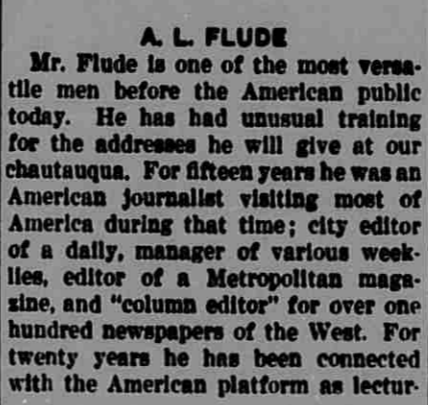 A. L. FLUDE
Mr. Flude is one of the most versa-
tile men before the American public
today. He has had unusual training
for the addresses he will give at our
chautauqua. For fifteen years he was an
American journalist visiting most of
America during that time; city editor
of a daily, manager of various week-
lies, editor of a Metropolitan maga-
zine, and "column editor" for over one
hundred newspapers of the West. For
twenty years he has been connected
with the American platform as lectur-